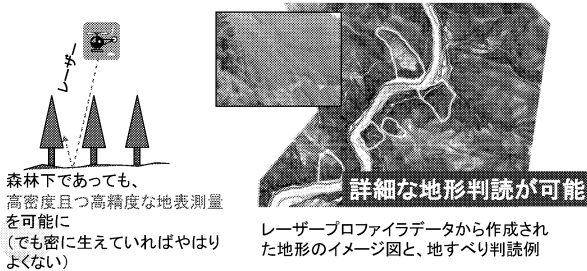 レーザー
森林下であっても、
高密度且つ高精度な地表測量
を可能に
（でも密に生えていればやはり
よくない）
詳細な地形判読が可能
レーザープロファイラデータから作成され
た地形のイメージ図と、地すべり判読例